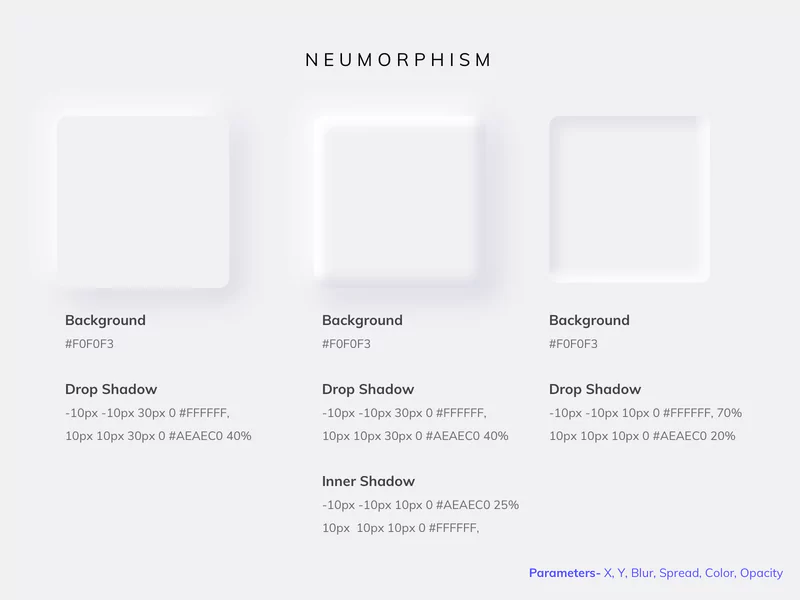 NEUMORPHISM
Background
#F0F0F3
Drop Shadow
-10px -10px 30px 0 #FFFFFF,
10px 10px 30px 0 #AEAEC0 40%
Background
#F0F0F3
Drop Shadow
-10px -10px 30px 0 #FFFFFF,
10px 10px 30px 0 #AEAEC0 40%
Inner Shadow
-10px -10px 10px 0 #AEAEC0 25%
10px  10px 10px 0 #FFFFFF,
Background
#F0F0F3
Drop Shadow
-10px -10px 10px 0 #FFFFFF, 70%
10px 10px 10px 0 #AEAEC0 20%
Parameters- X, Y, Blur, Spread, Color, Opacity